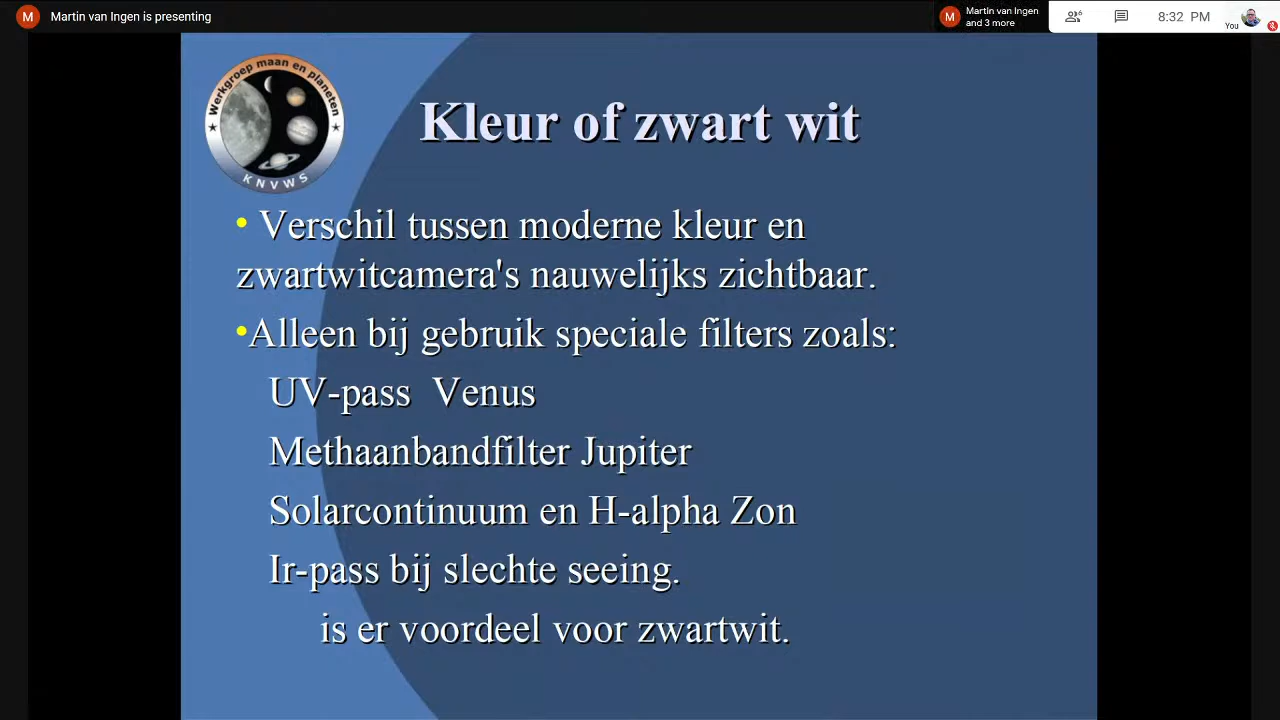 Martin van Ingen is presenting
Martin van Ingen
and 3 more
6
8:32 PM
You
M
M
Werkgroep maan en planeten
KNVWS
Kleur of zwart wit
• Verschil tussen moderne kleur en
zwartwitcamera's nauwelijks zichtbaar.
•Alleen bij gebruik speciale filters zoals:
UV-pass Venus
Methaanbandfilter Jupiter
Solarcontinuum en H-alpha Zon
Ir-pass bij slechte seeing.
is er voordeel voor zwartwit.